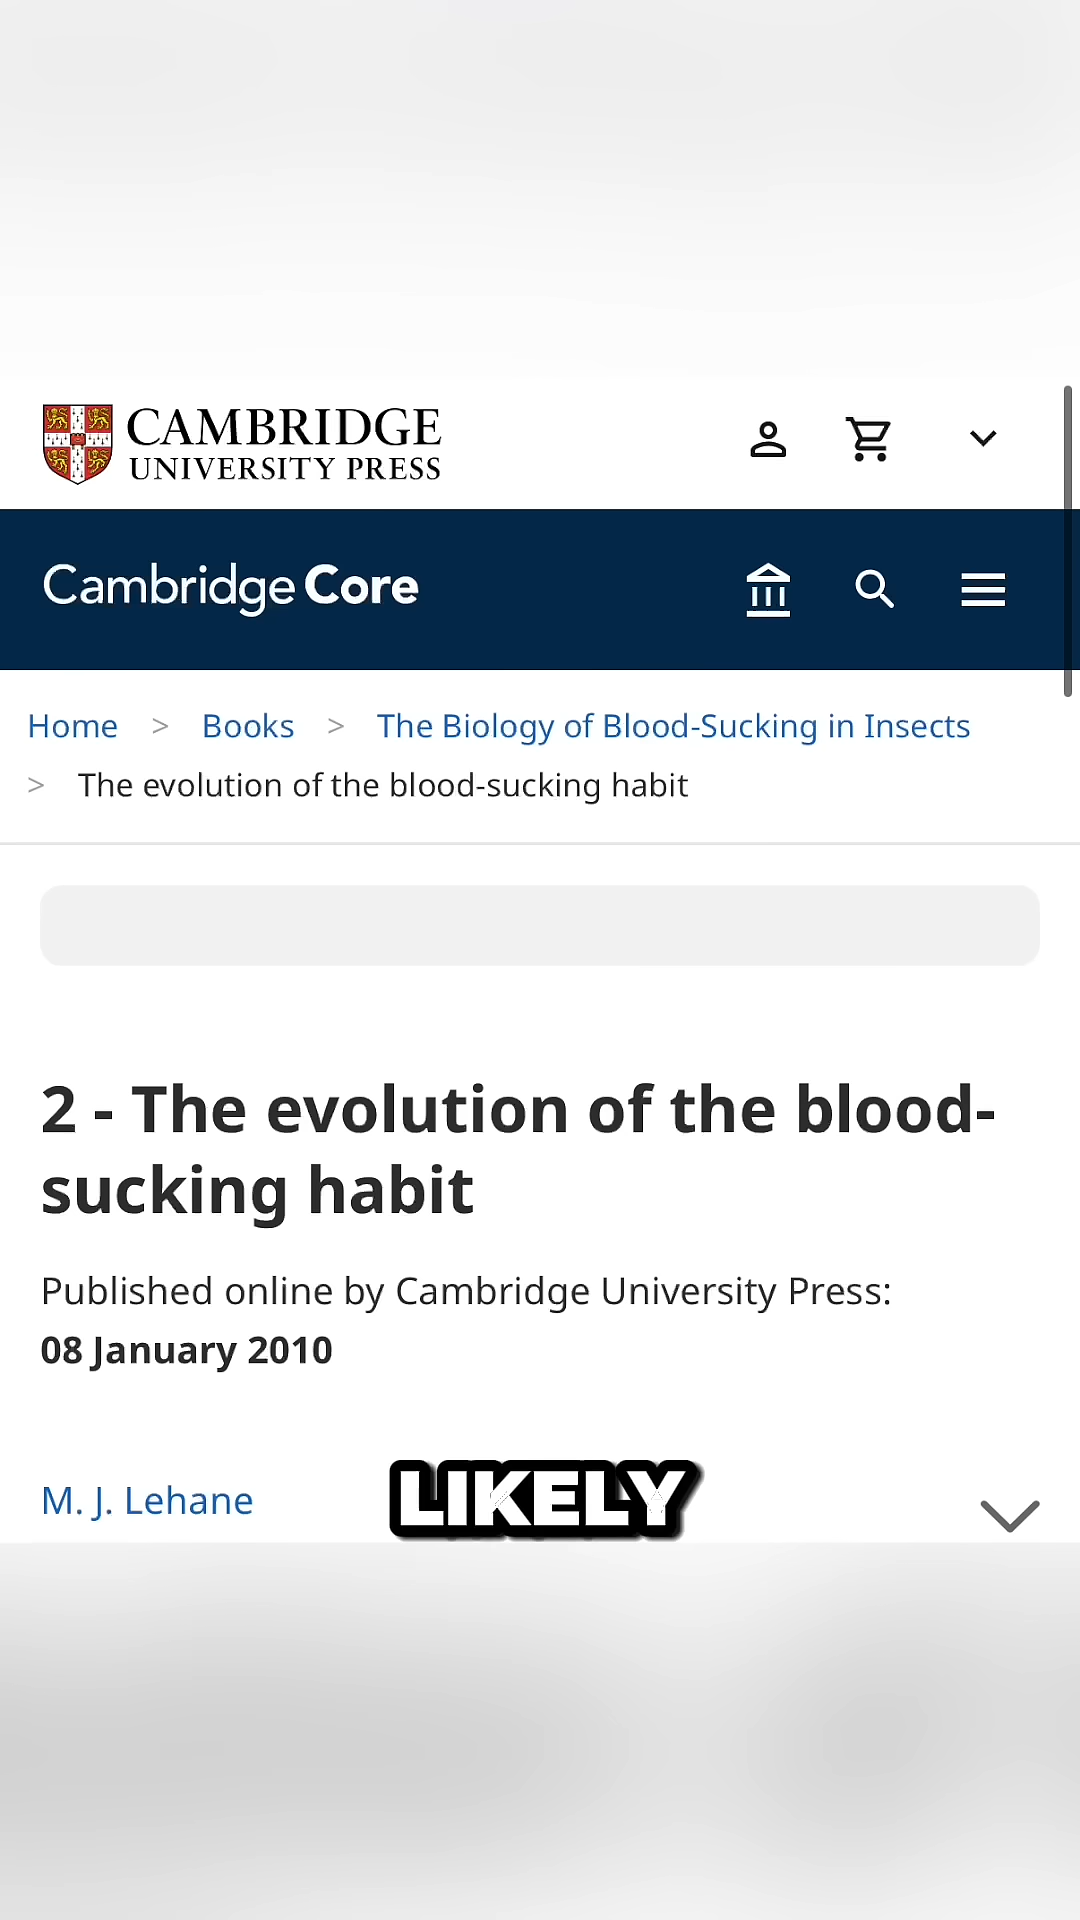 CAMBRIDGE
UNIVERSITY PRESS
Cambridge Core
Home > Books > The Biology of Blood-Sucking in Insects
> The evolution of the blood-sucking habit
2 - The evolution of the blood-
sucking habit
Published online by Cambridge University Press:
08 January 2010
M. J. Lehane
LIKELY